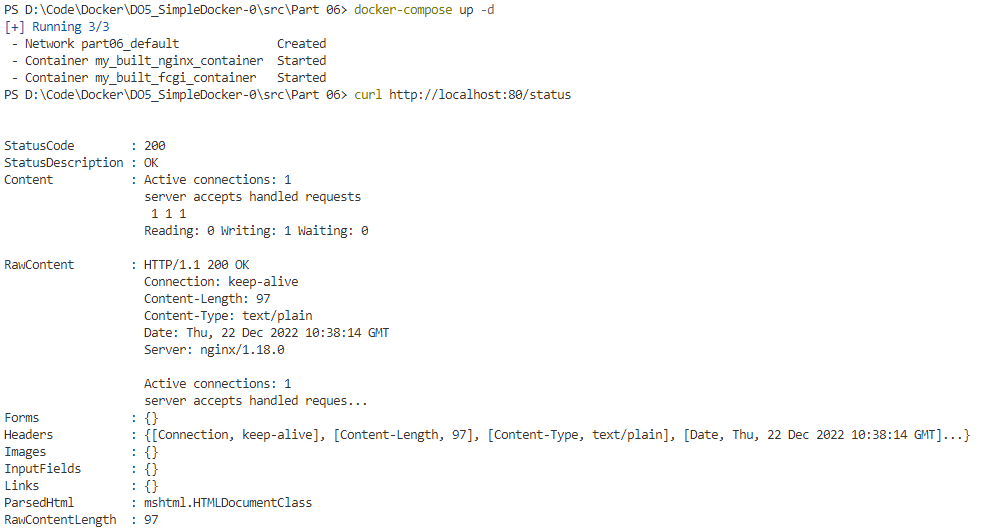 PS D:\Code\Docker\DO5_SimpleDocker-0\src\Part 06> docker-compose up -d
[+] Running 3/3
 - Network part06_default              Created
 - Container my_built_nginx_container  Started
 - Container my_built_fcgi_container   Started
PS D:\Code\Docker\DO5_SimpleDocker-0\src\Part 06> curl http://localhost:80/status
StatusCode        : 200
StatusDescription : OK
Content           : Active connections: 1
                    server accepts handled requests
                     1 1 1
                    Reading: 0 Writing: 1 Waiting: 0
RawContent        : HTTP/1.1 200 OK
                    Connection: keep-alive
                    Content-Length: 97
                    Content-Type: text/plain
                    Date: Thu, 22 Dec 2022 10:38:14 GMT
                    Server: nginx/1.18.0
                    Active connections: 1
                    server accepts handled reques...
Forms             : {}
Headers           : {[Connection, keep-alive], [Content-Length, 97], [Content-Type, text/plain], [Date, Thu, 22 Dec 2022 10:38:14 GMT]...}
Images            : {}
InputFields       : {}
Links             : {}
ParsedHtml        : mshtml.HTMLDocumentClass
RawContentLength  : 97